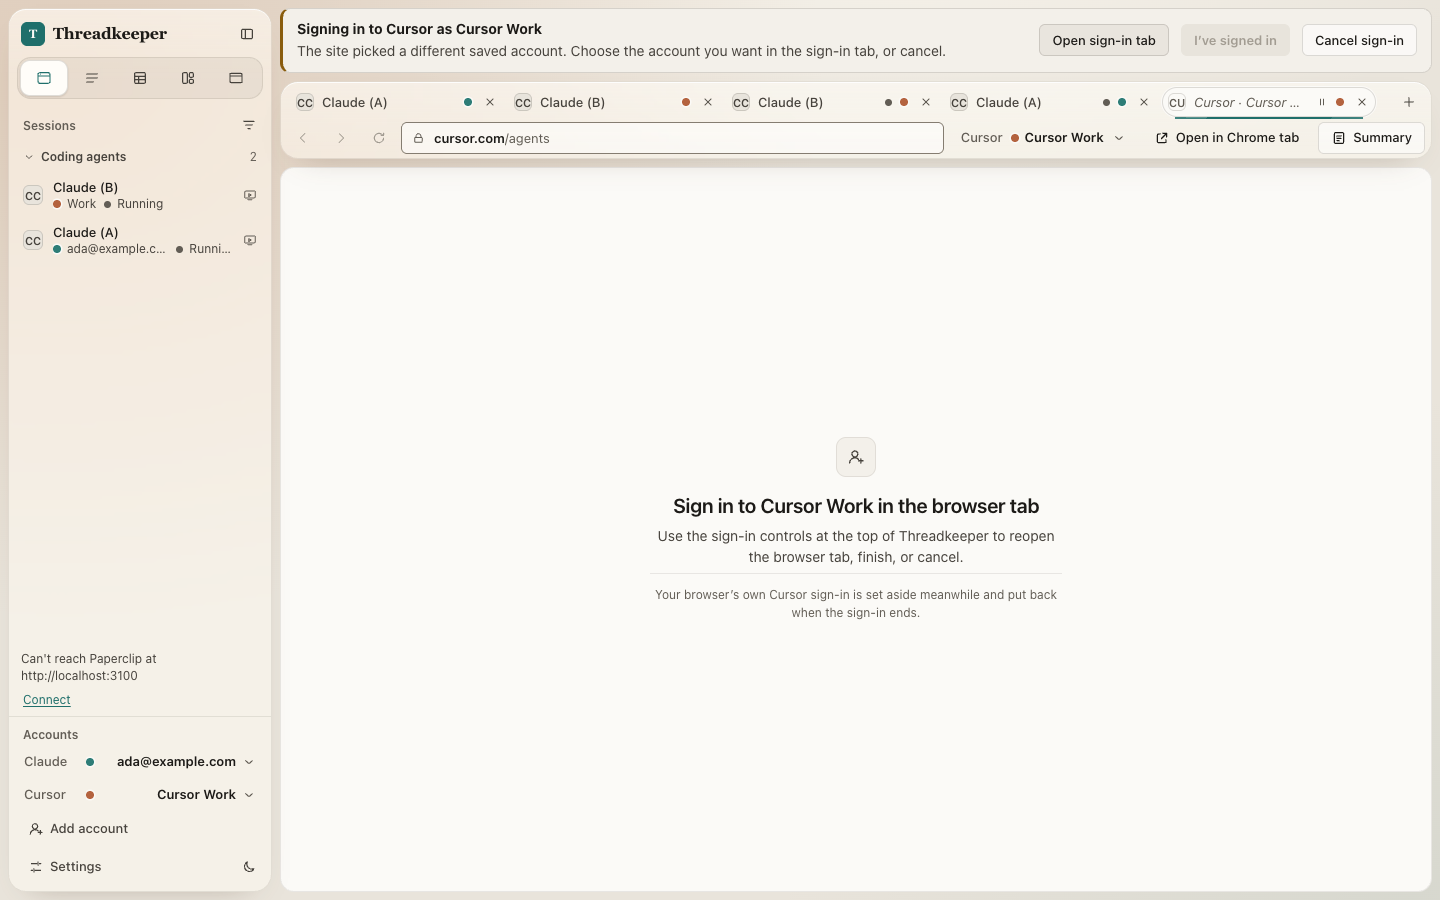 T Threadkeeper
Sessions
Coding agents 2
CC Claude (B)
Work Running
CC Claude (A)
ada@example.c... Runni...
Can't reach Paperclip at
http://localhost:3100
Connect
Accounts
Claude ada@example.com
Cursor Cursor Work
Add account
Settings
Signing in to Cursor as Cursor Work
The site picked a different saved account. Choose the account you want in the sign-in tab, or cancel.
Open sign-in tab I’ve signed in Cancel sign-in
CC Claude (A) CC Claude (B) CC Claude (B) CC Claude (A) CU Cursor · Cursor ...
cursor.com/agents Cursor Cursor Work Open in Chrome tab Summary
Sign in to Cursor Work in the browser tab
Use the sign-in controls at the top of Threadkeeper to reopen
the browser tab, finish, or cancel.
Your browser’s own Cursor sign-in is set aside meanwhile and put back
when the sign-in ends.